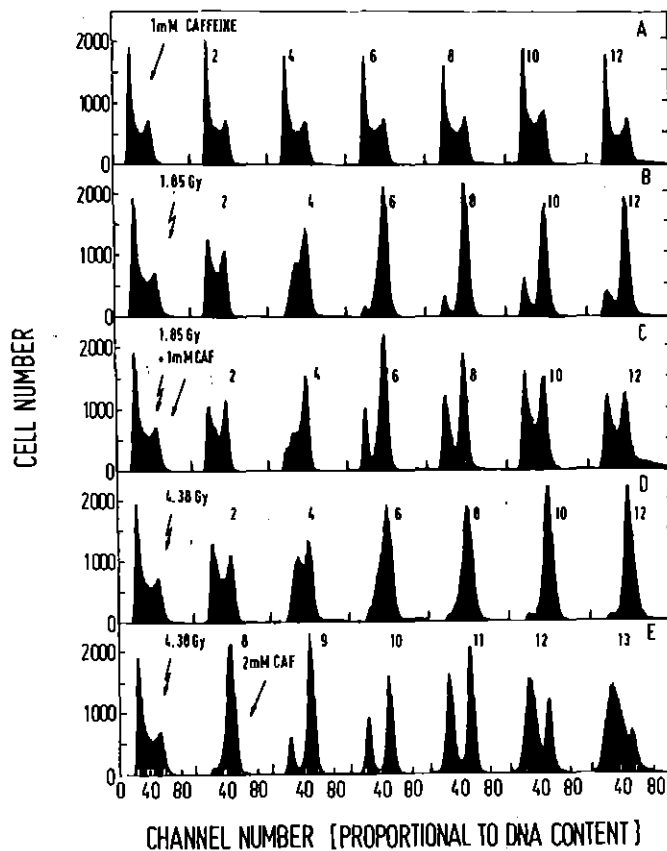 1mM CAFFEIXE
A
2000
1000
0
2 4 6 8 10 12
1.85 Gy
B
2000
1000
0
2 4 6 8 10 12
1.85 Gy
+ 1mM CAF
C
2000
1000
0
2 4 6 8 10 12
4.38 Gy
D
2000
1000
0
2 4 6 8 10 12
4.38 Gy
E
2000
1000
0
8 9 10 11 12 13
2mM CAF
0 40 80 40 80 40 80 40 80 40 80 40 80 40 80
CELL NUMBER
CHANNEL NUMBER [PROPORTIONAL TO DNA CONTENT]